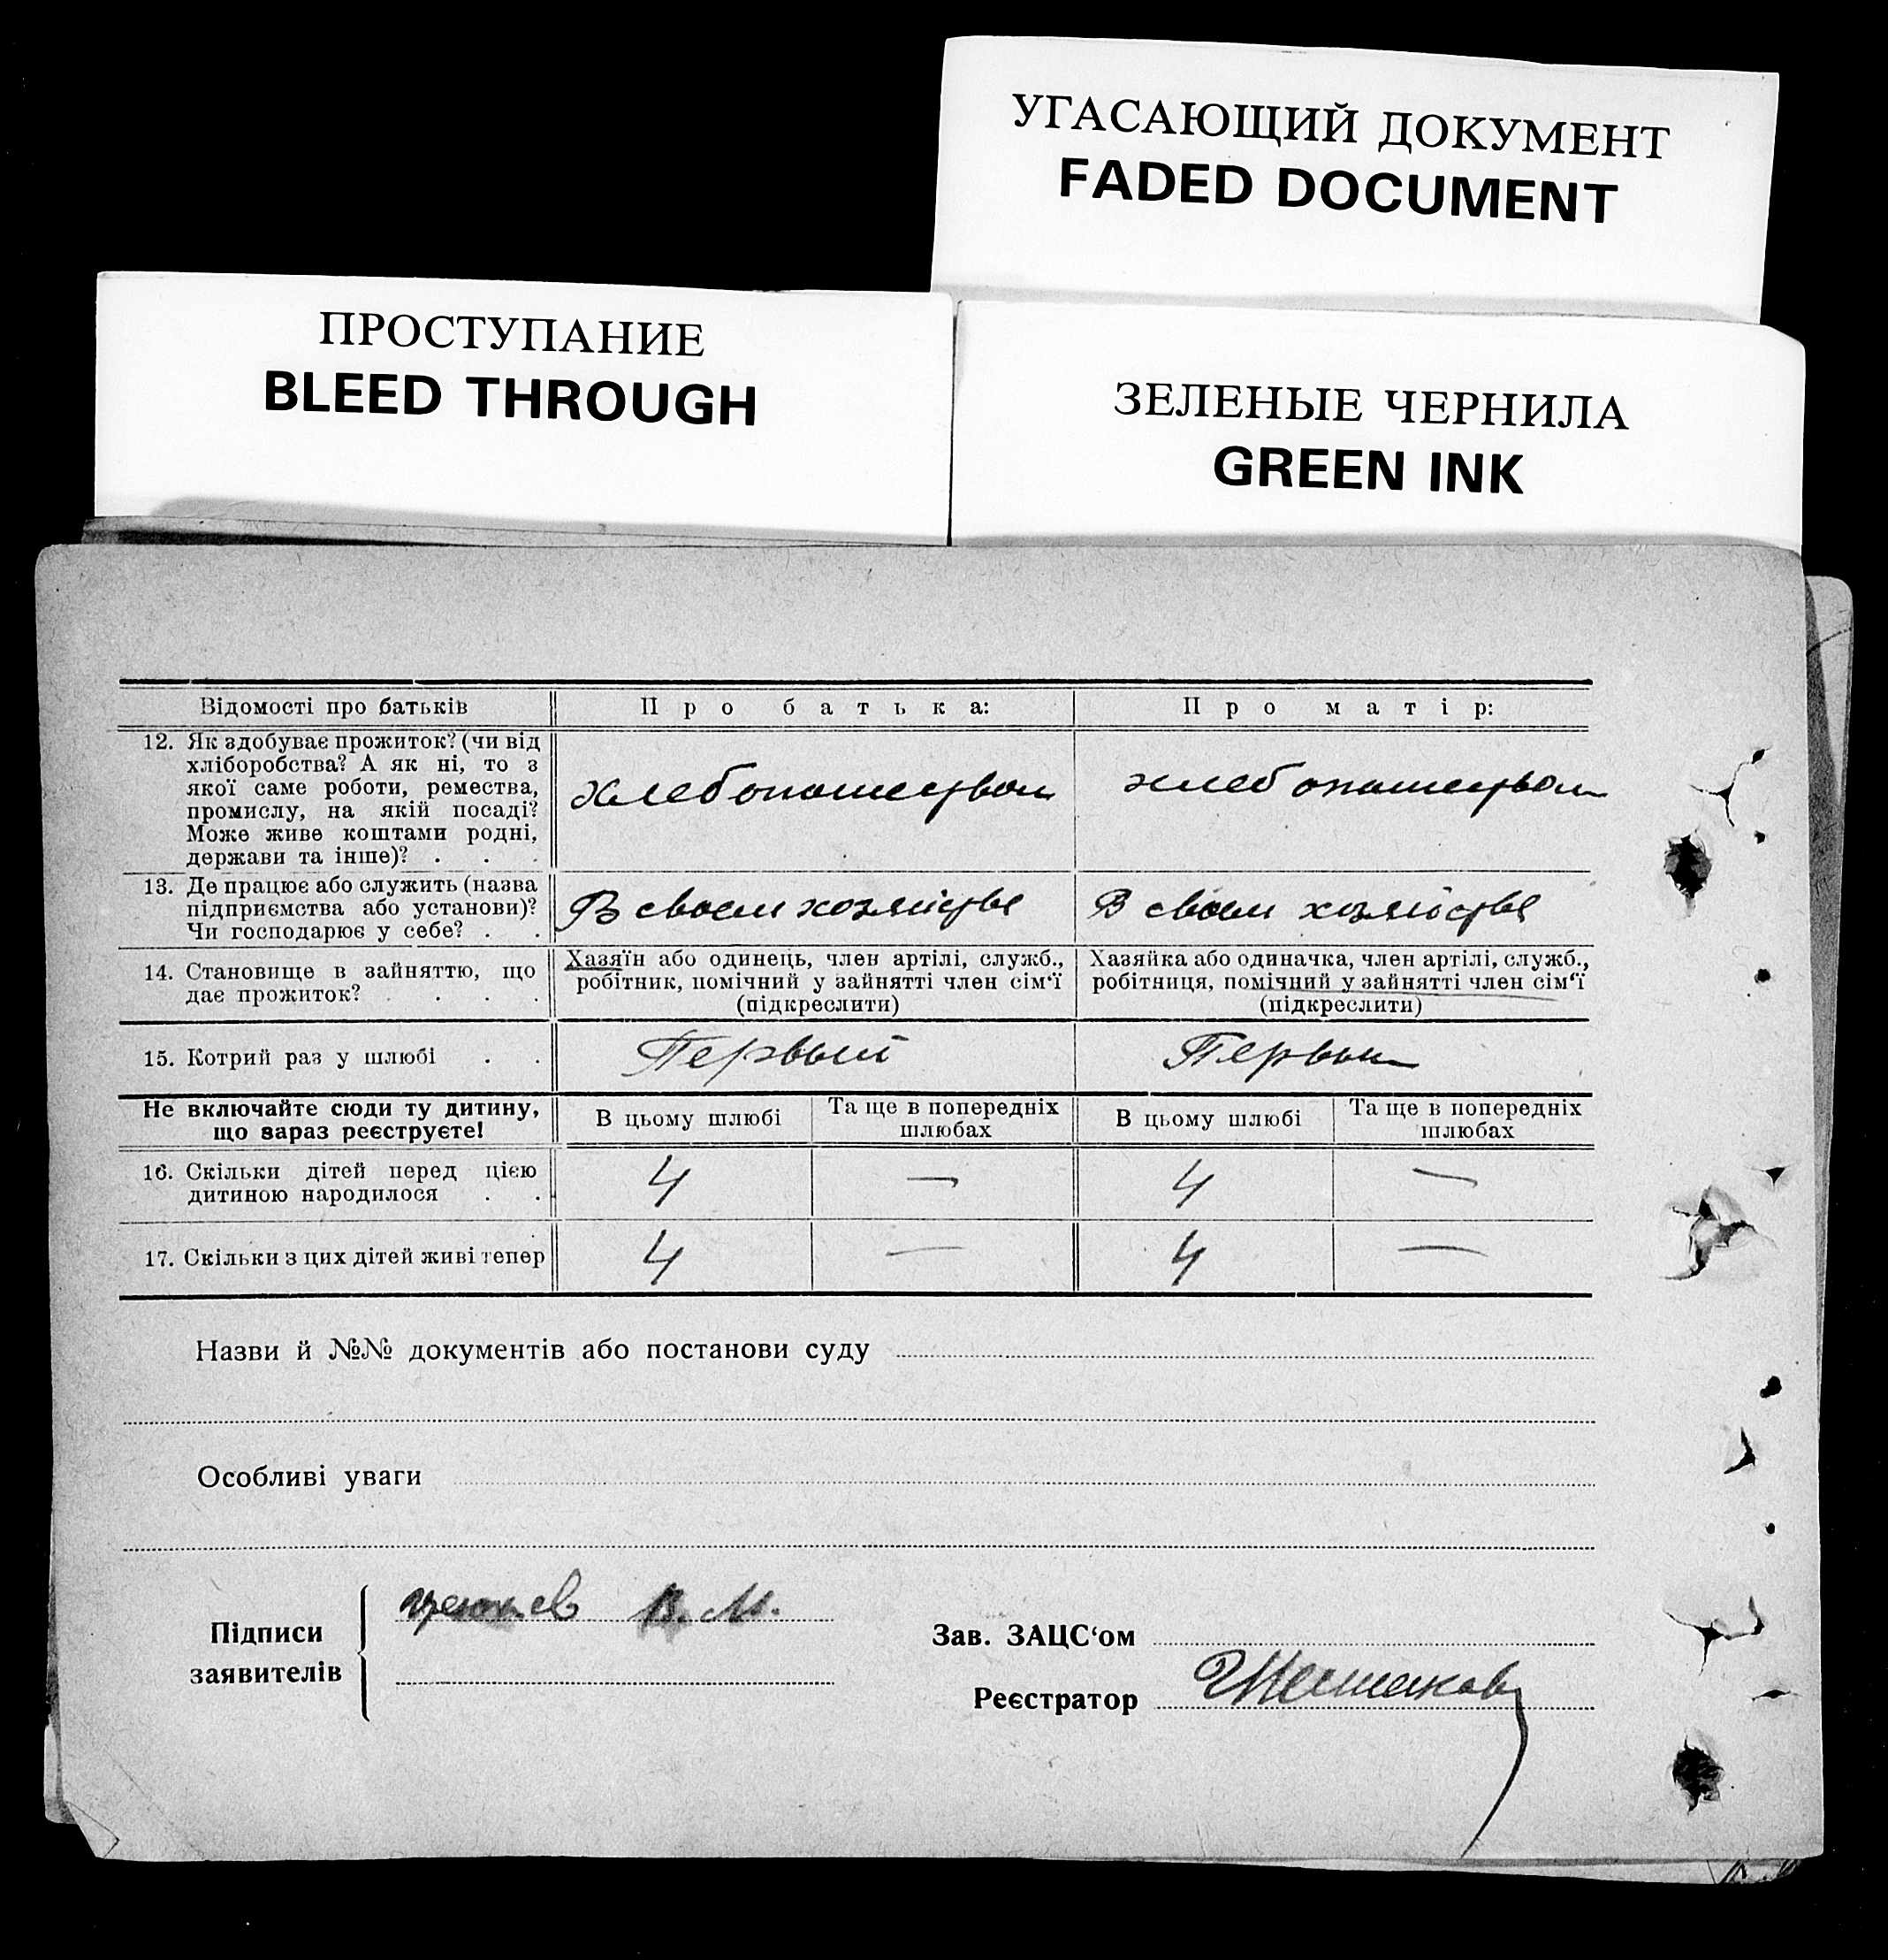 УГАСАЮЩИЙ ДОКУМЕНТ
FADED DOCUMENT
ПРОСТУПАНИЕ
BLEED THROUGH
ЗЕЛЕНЫЕ ЧЕРНИЛА
GREEN INK
Відомості про батьків Про батька: Про матір:
12. Як здобуває прожиток? (чи від
хліборобства? А як ні, то з
якої саме роботи, ремества,
промислу, на якій посаді?
Може живе коштами родні,
держави та інше)? . . .
хлебопашеством хлебопашеством
13. Де працює або служить (назва
підприємства або установи)?
Чи господарює у себе? . .
В своем хозяйстве В своем хозяйстве
14. Становище в зайняттю, що
дає прожиток? . . . .
Хазяїн або одинець, член артілі, служб.,
робітник, помічний у зайнятті член сім‘ї
(підкреслити)
Хазяйка або одиначка, член артілі, служб.,
робітниця, помічний у зайнятті член сім‘ї
(підкреслити)
15. Котрий раз у шлюбі . . Первый Первый
Не включайте сюди ту дитину,
що зараз реєструєте!
В цьому шлюбі
Та ще в попередніх
шлюбах
В цьому шлюбі
Та ще в попередніх
шлюбах
16. Скільки дітей перед цією
дитиною народилося . .
4 — 4 —
17. Скільки з цих дітей живі тепер 4 — 4 —
Назви й №№ документів або постанови суду
Особливі уваги
Підписи
заявителів
В. М.
Зав. ЗАЦС‘ом
Реєстратор